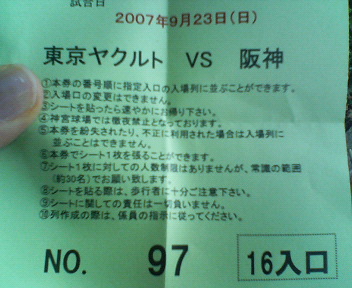 試合日
2007年9月23日(日)
東京ヤクルト VS 阪神
①本券の番号順に指定入口の入場列に並ぶことができます。
②入場口の変更はできません。
③シートを貼ったら速やかにお帰り下さい。
④神宮球場では徹夜禁止となっております。
⑤本券を紛失されたり、不正に利用された場合は入場列に
並ぶことはできません。
⑥本券でシート1枚を張ることができます。
⑦シート1枚に対しての人数制限はありませんが、常識の範囲
(約30名)でお願い致します。
⑧シートを貼る際は、歩行者に十分ご注意下さい。
⑨シートに関しての責任は一切負いません。
⑩列作成の際は、係員の指示に従ってください。
NO. 97 16入口